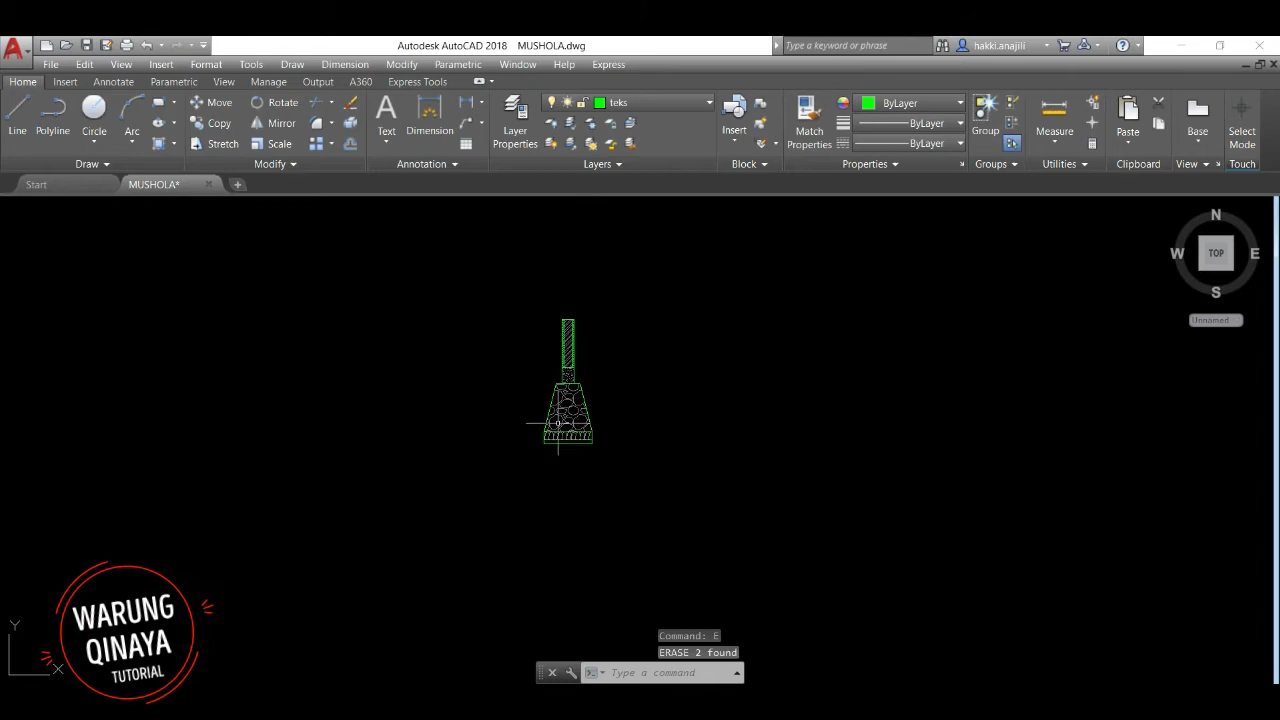 Autodesk AutoCAD 2018 MUSHOLA.dwg
Type a keyword or phrase
hakki.anajili
File Edit View Insert Format Tools Draw Dimension Modify Parametric Window Help Express
Home Insert Annotate Parametric View Manage Output A360 Express Tools
Line
Polyline
Circle
Arc
Move
Rotate
Copy
Mirror
Stretch
Scale
Text
Dimension
Layer
Properties
teks
Insert
Match
Properties
ByLayer
ByLayer
ByLayer
Group
Measure
Paste
Base
Select
Mode
Draw
Modify
Annotation
Layers
Block
Properties
Groups
Utilities
Clipboard
View
Touch
Start
MUSHOLA*
N
W
TOP
E
S
Unnamed
Command: E
ERASE 2 found
Type a command
Y
X
WARUNG
QINAYA
TUTORIAL